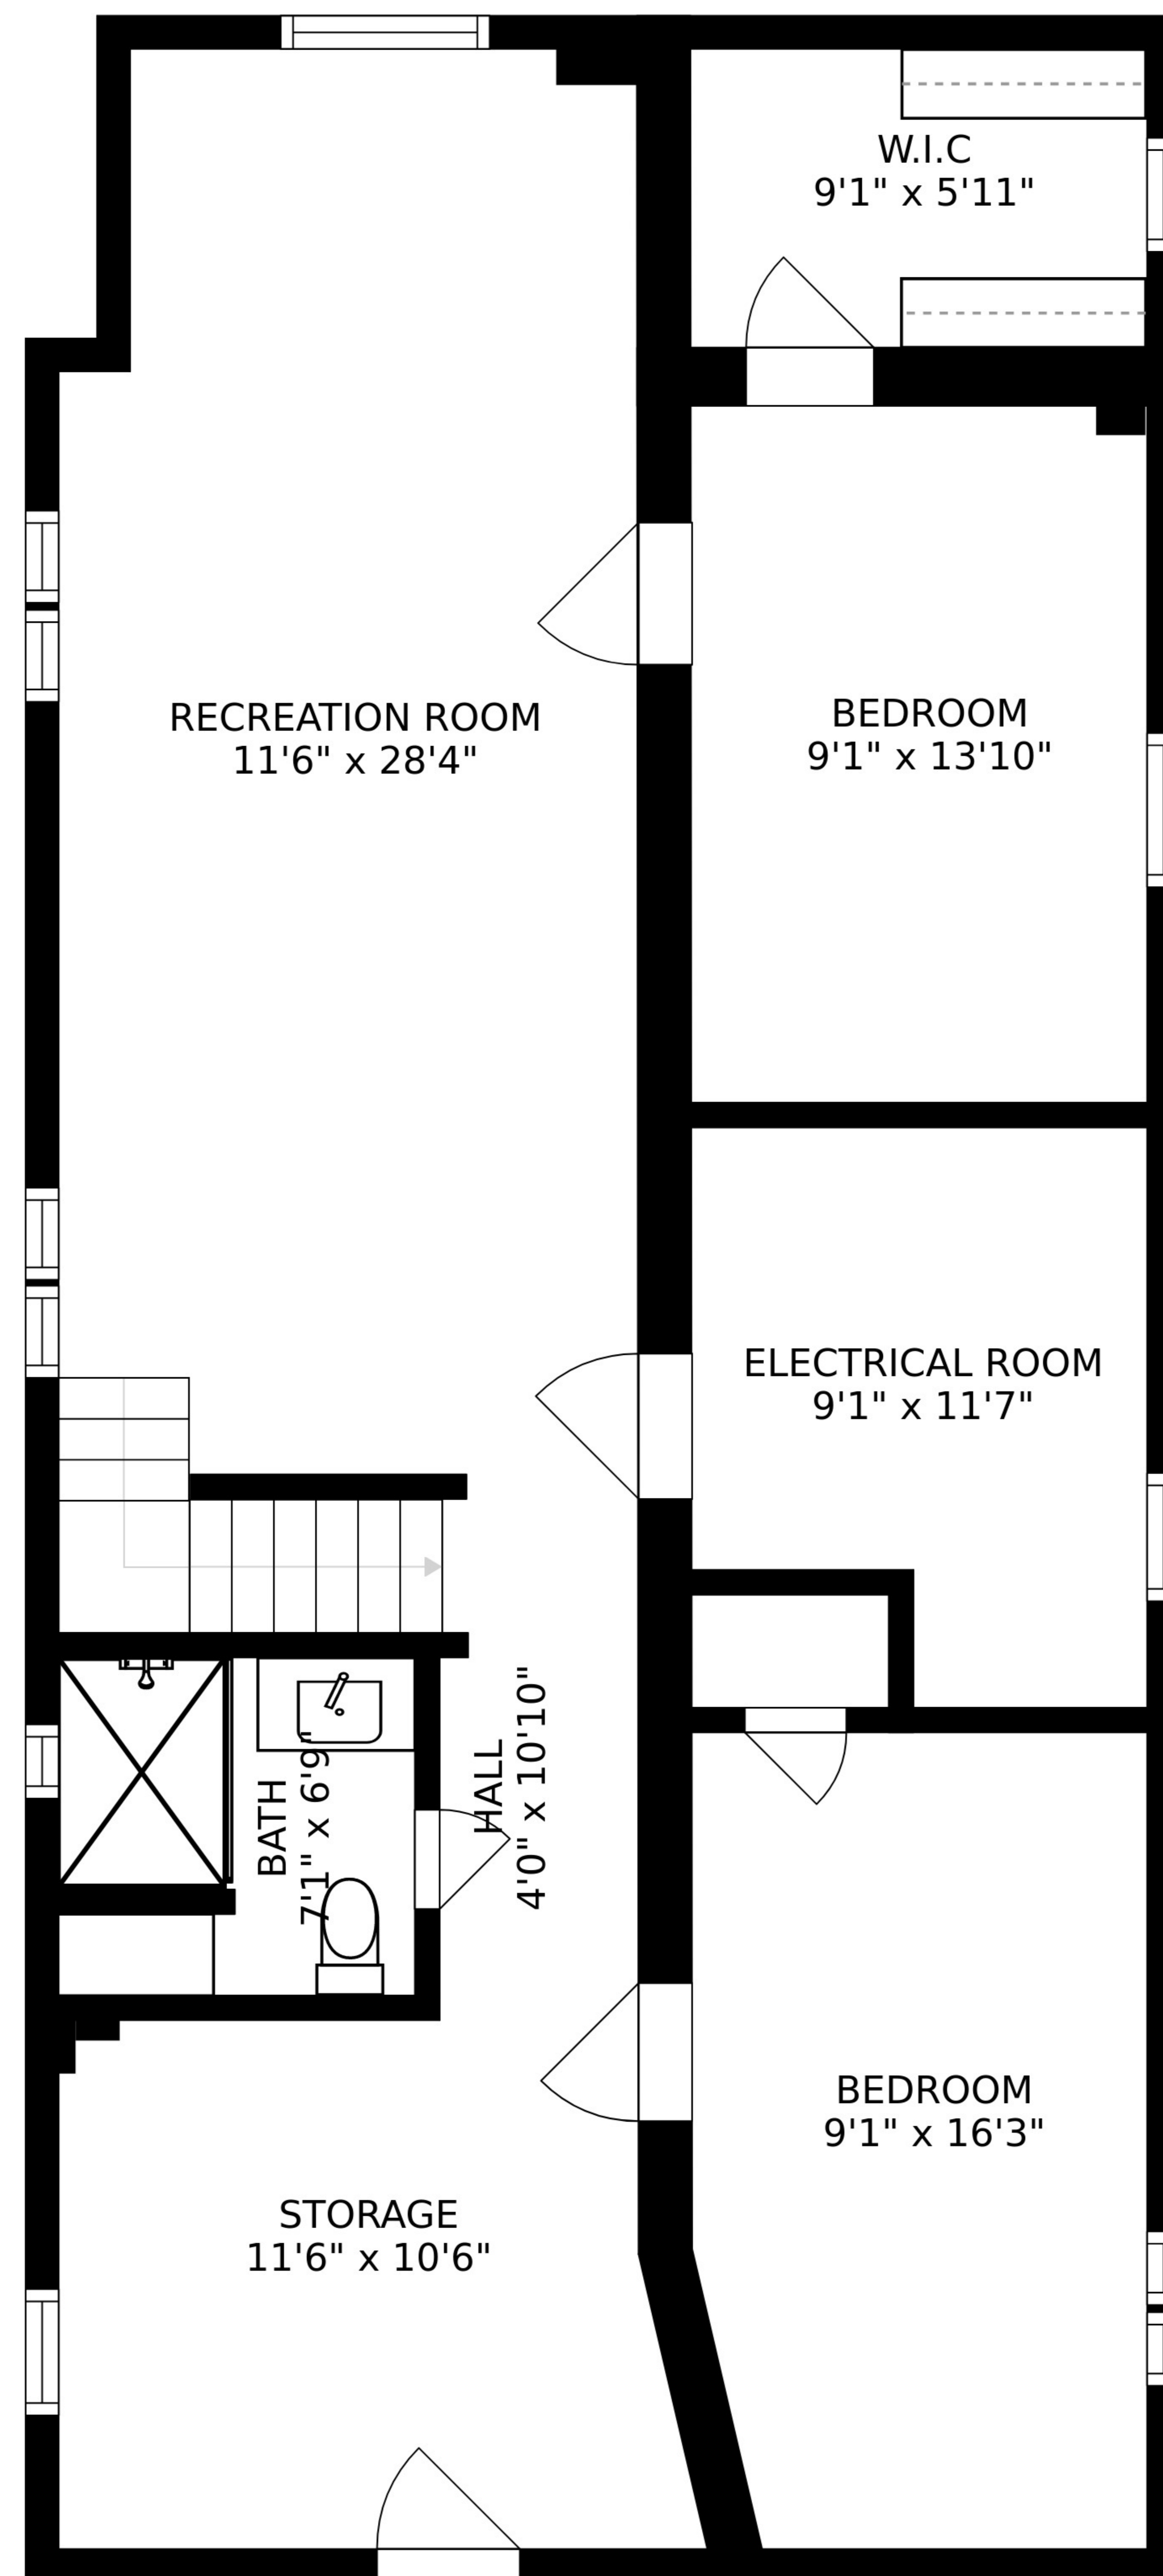 W.I.C
9'1" x 5'11"
RECREATION ROOM
11'6" x 28'4"
BEDROOM
9'1" x 13'10"
ELECTRICAL ROOM
9'1" x 11'7"
BATH
7'1" x 6'9"
HALL
4'0" x 10'10"
BEDROOM
9'1" x 16'3"
STORAGE
11'6" x 10'6"